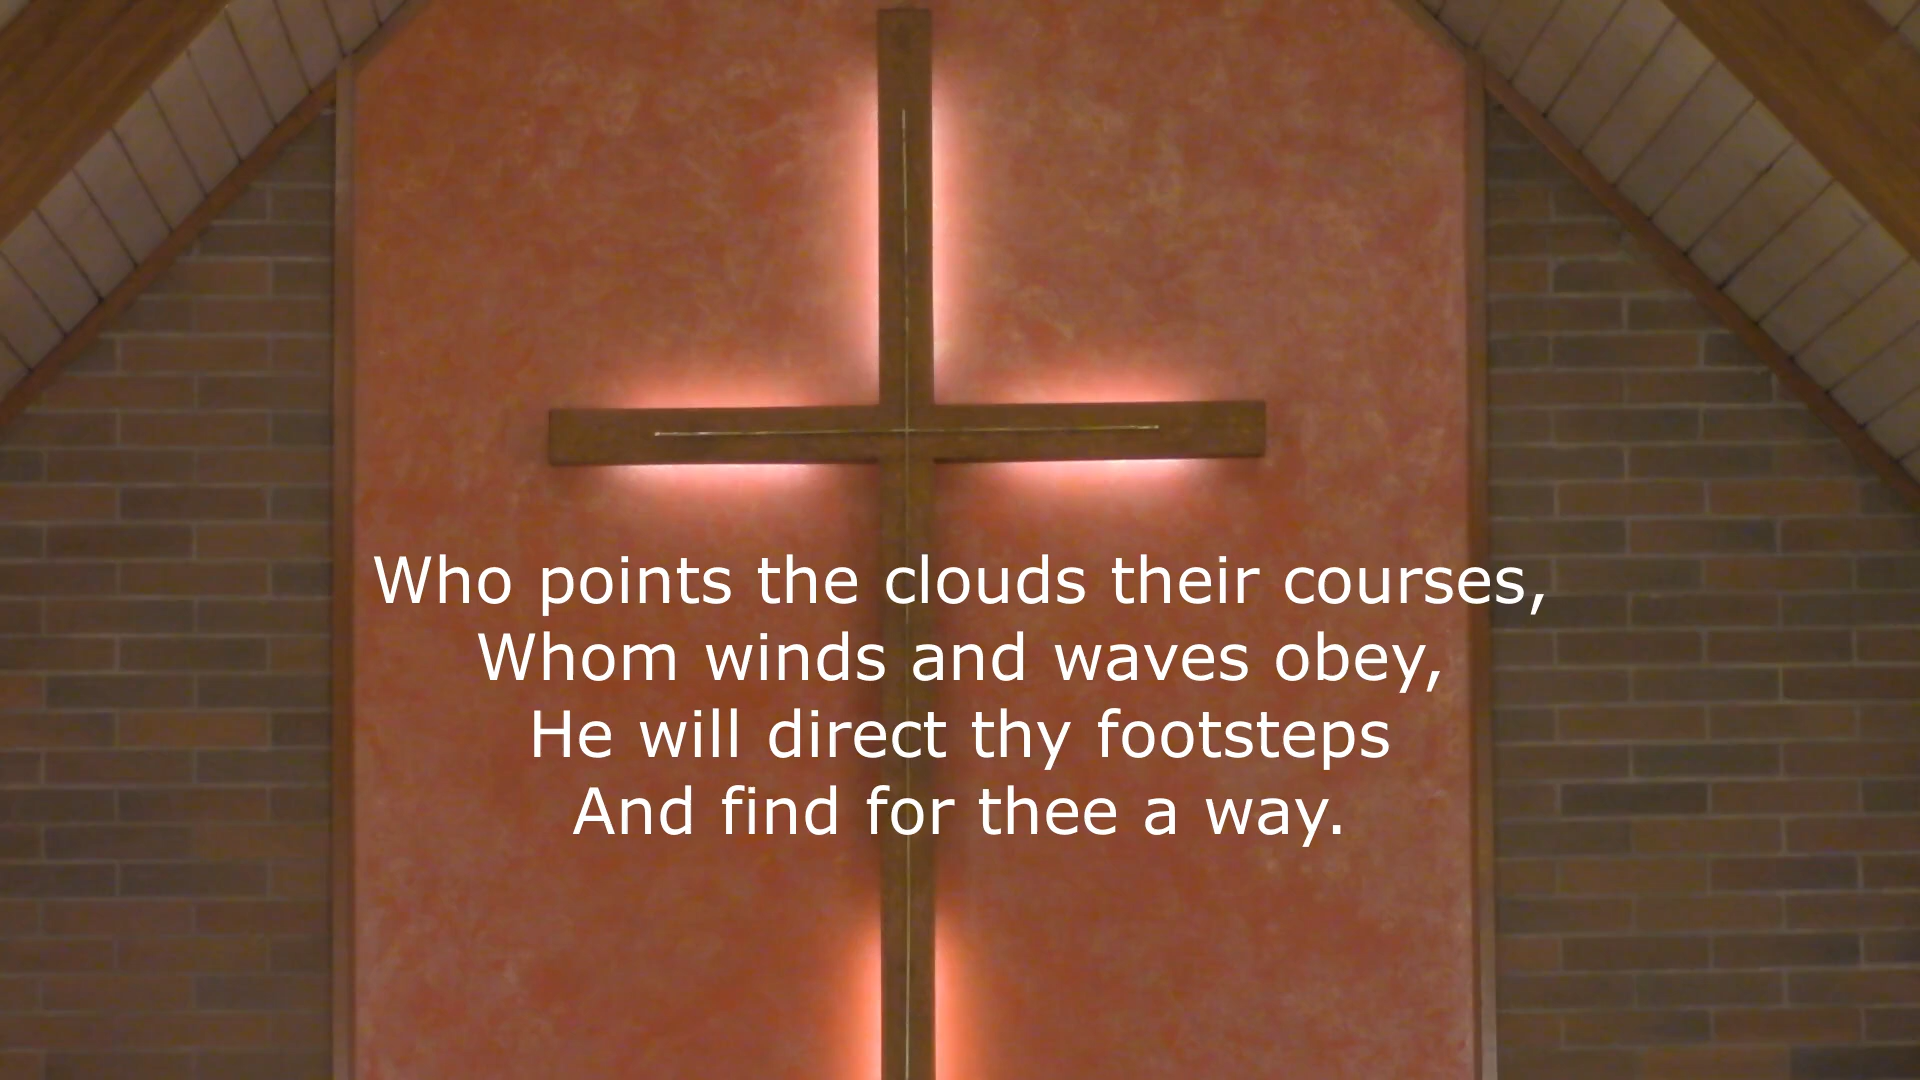 Who points the clouds their courses,
Whom winds and waves obey,
He will direct thy footsteps
And find for thee a way.